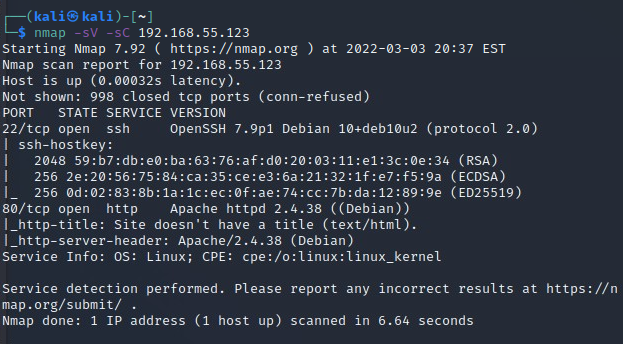 ┌──(kali㉿kali)-[~]
└─$ nmap -sV -sC 192.168.55.123
Starting Nmap 7.92 ( https://nmap.org ) at 2022-03-03 20:37 EST
Nmap scan report for 192.168.55.123
Host is up (0.00032s latency).
Not shown: 998 closed tcp ports (conn-refused)
PORT   STATE SERVICE VERSION
22/tcp open  ssh     OpenSSH 7.9p1 Debian 10+deb10u2 (protocol 2.0)
| ssh-hostkey:
|   2048 59:b7:db:e0:ba:63:76:af:d0:20:03:11:e1:3c:0e:34 (RSA)
|   256 2e:20:56:75:84:ca:35:ce:e3:6a:21:32:1f:e7:f5:9a (ECDSA)
|_  256 0d:02:83:8b:1a:1c:ec:0f:ae:74:cc:7b:da:12:89:9e (ED25519)
80/tcp open  http    Apache httpd 2.4.38 ((Debian))
|_http-title: Site doesn't have a title (text/html).
|_http-server-header: Apache/2.4.38 (Debian)
Service Info: OS: Linux; CPE: cpe:/o:linux:linux_kernel

Service detection performed. Please report any incorrect results at https://n
map.org/submit/ .
Nmap done: 1 IP address (1 host up) scanned in 6.64 seconds